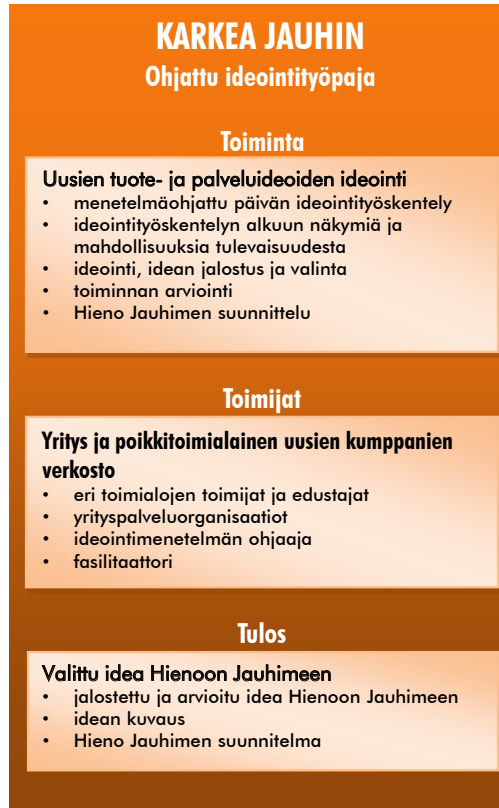 KARKEA JAUHIN
Ohjattu ideointityöpaja
Toiminta
Uusien tuote- ja palveluideoiden ideointi
• menetelmäohjattu päivän ideointityöskentely
• ideointityöskentelyn alkuun näkymiä ja
mahdollisuuksia tulevaisuudesta
• ideointi, idean jalostus ja valinta
• toiminnan arviointi
• Hieno Jauhimen suunnittelu
Toimijat
Yritys ja poikkitoimialainen uusien kumppanien
verkosto
• eri toimialojen toimijat ja edustajat
• yrityspalveluorganisaatiot
• ideointimenetelmän ohjaaja
• fasilitaattori
Tulos
Valittu idea Hienoon Jauhimeen
• jalostettu ja arvioitu idea Hienoon Jauhimeen
• idean kuvaus
• Hieno Jauhimen suunnitelma